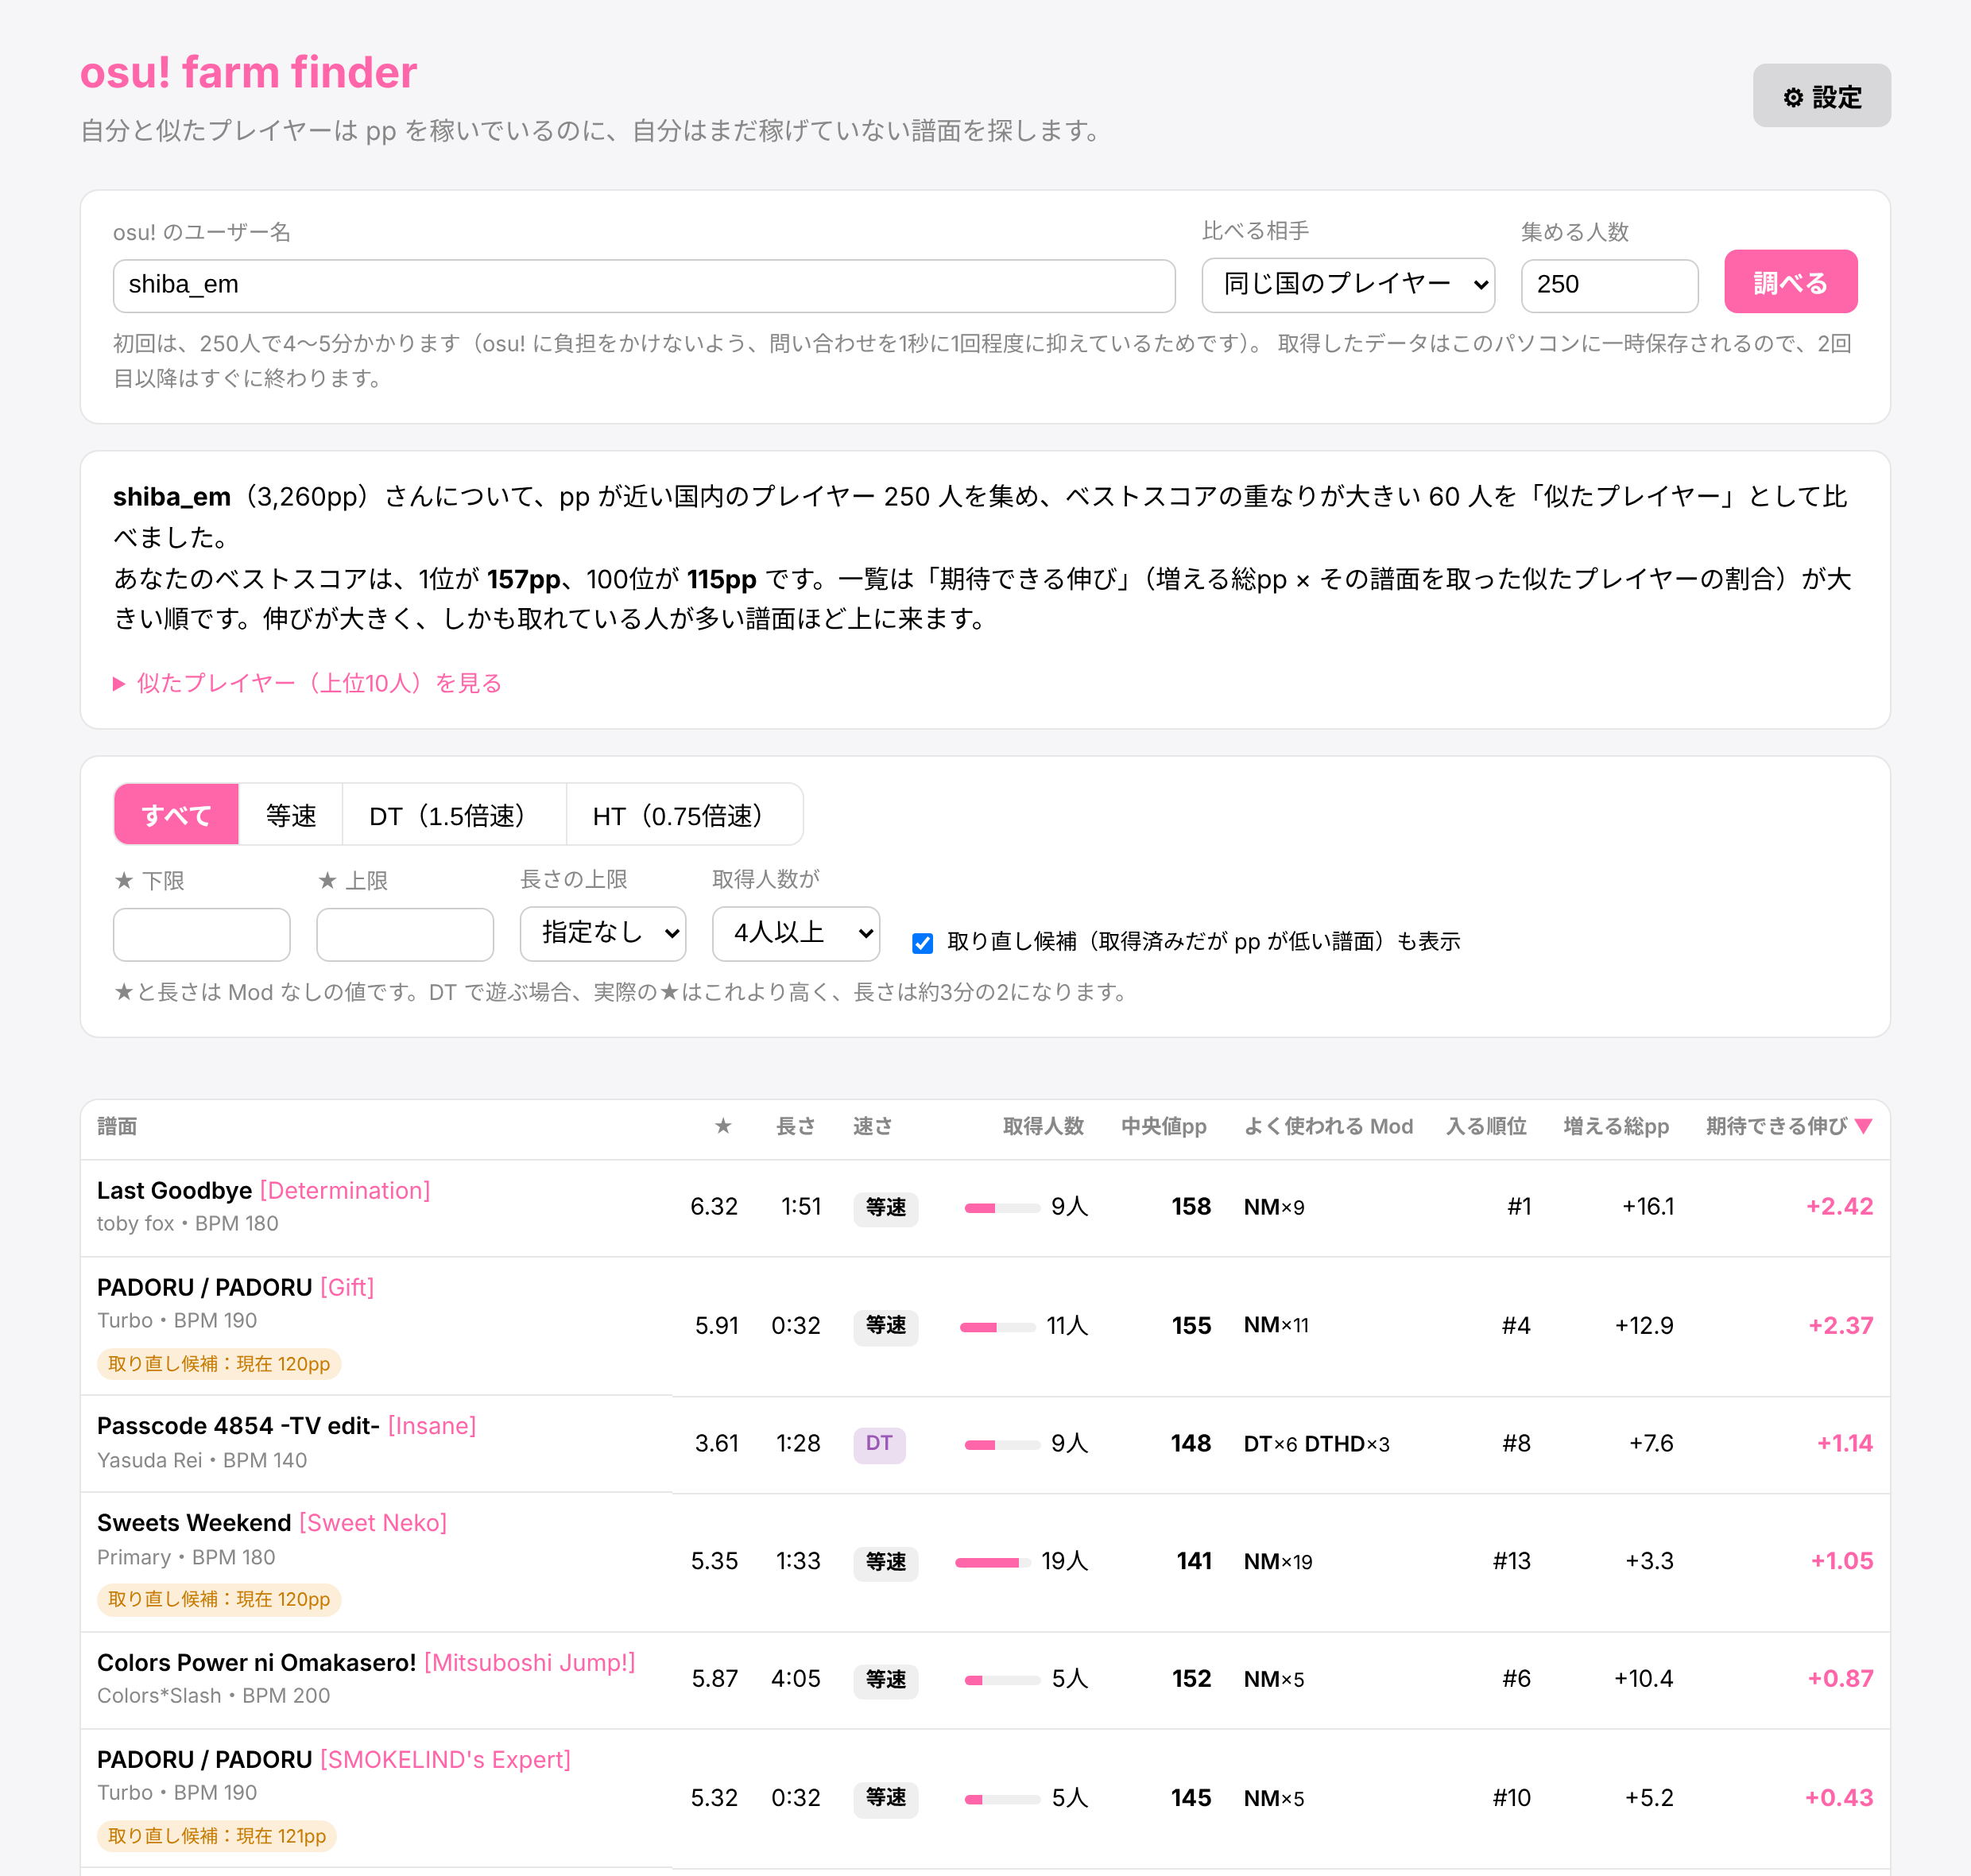 osu! farm finder
⚙ 設定
自分と似たプレイヤーは pp を稼いでいるのに、自分はまだ稼げていない譜面を探します。
osu! のユーザー名
比べる相手
集める人数
shiba_em
同じ国のプレイヤー
250
調べる
初回は、250人で4〜5分かかります（osu! に負担をかけないよう、問い合わせを1秒に1回程度に抑えているためです）。 取得したデータはこのパソコンに一時保存されるので、2回
目以降はすぐに終わります。
shiba_em（3,260pp）さんについて、pp が近い国内のプレイヤー 250 人を集め、ベストスコアの重なりが大きい 60 人を「似たプレイヤー」として比
べました。
あなたのベストスコアは、1位が 157pp、100位が 115pp です。一覧は「期待できる伸び」（増える総pp × その譜面を取った似たプレイヤーの割合）が大
きい順です。伸びが大きく、しかも取れている人が多い譜面ほど上に来ます。
▶ 似たプレイヤー（上位10人）を見る
すべて 等速 DT（1.5倍速） HT（0.75倍速）
★ 下限
★ 上限
長さの上限
取得人数が
指定なし
4人以上
取り直し候補（取得済みだが pp が低い譜面）も表示
★と長さは Mod なしの値です。DT で遊ぶ場合、実際の★はこれより高く、長さは約3分の2になります。
譜面 ★ 長さ 速さ 取得人数 中央値pp よく使われる Mod 入る順位 増える総pp 期待できる伸び ▼
Last Goodbye [Determination]
toby fox・BPM 180
6.32 1:51 等速 9人 158 NM×9 #1 +16.1 +2.42
PADORU / PADORU [Gift]
Turbo・BPM 190
取り直し候補：現在 120pp
5.91 0:32 等速 11人 155 NM×11 #4 +12.9 +2.37
Passcode 4854 -TV edit- [Insane]
Yasuda Rei・BPM 140
3.61 1:28 DT 9人 148 DT×6 DTHD×3 #8 +7.6 +1.14
Sweets Weekend [Sweet Neko]
Primary・BPM 180
取り直し候補：現在 120pp
5.35 1:33 等速 19人 141 NM×19 #13 +3.3 +1.05
Colors Power ni Omakasero! [Mitsuboshi Jump!]
Colors*Slash・BPM 200
5.87 4:05 等速 5人 152 NM×5 #6 +10.4 +0.87
PADORU / PADORU [SMOKELIND's Expert]
Turbo・BPM 190
取り直し候補：現在 121pp
5.32 0:32 等速 5人 145 NM×5 #10 +5.2 +0.43